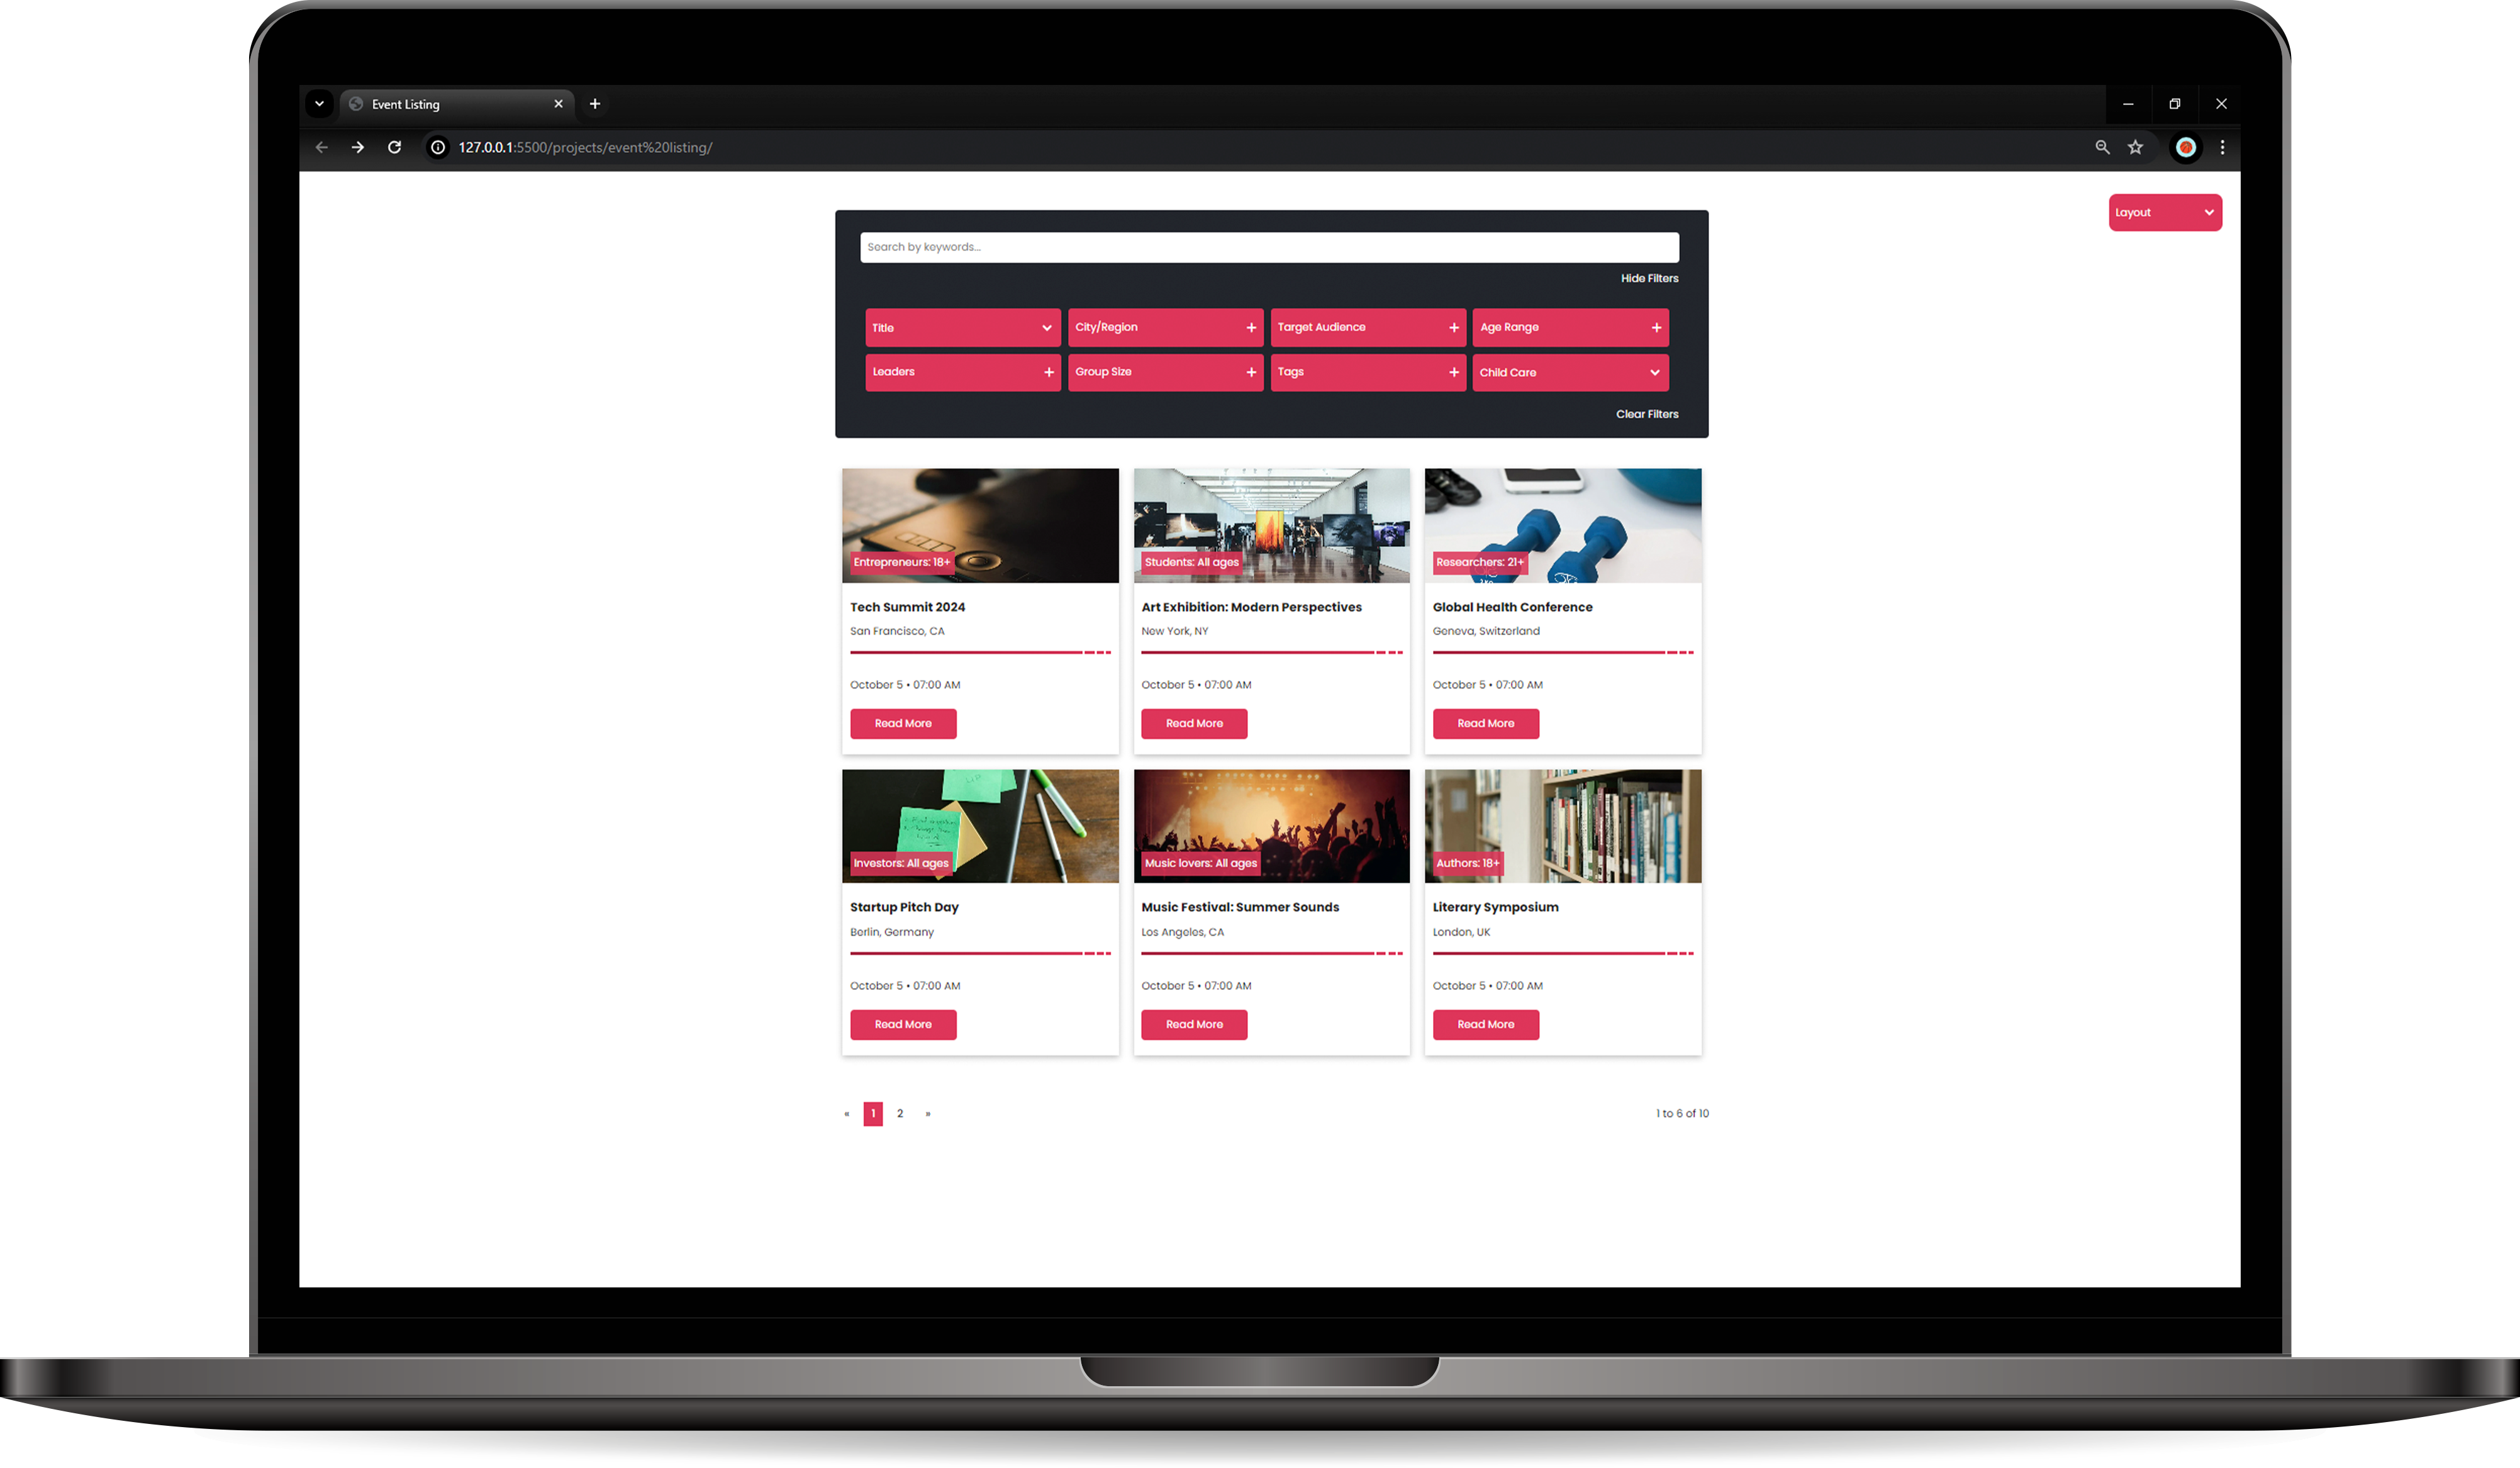 Event Listing
127.0.0.1:5500/projects/event%20listing/
Layout
Search by keywords...
Hide Filters
Title City/Region Target Audience Age Range
Leaders Group Size Tags Child Care
Clear Filters
Entrepreneurs: 18+
Tech Summit 2024
San Francisco, CA
October 5 • 07:00 AM
Read More
Students: All ages
Art Exhibition: Modern Perspectives
New York, NY
October 5 • 07:00 AM
Read More
Researchers: 21+
Global Health Conference
Geneva, Switzerland
October 5 • 07:00 AM
Read More
Investors: All ages
Startup Pitch Day
Berlin, Germany
October 5 • 07:00 AM
Read More
Music lovers: All ages
Music Festival: Summer Sounds
Los Angeles, CA
October 5 • 07:00 AM
Read More
Authors: 18+
Literary Symposium
London, UK
October 5 • 07:00 AM
Read More
« 1 2 »
1 to 6 of 10